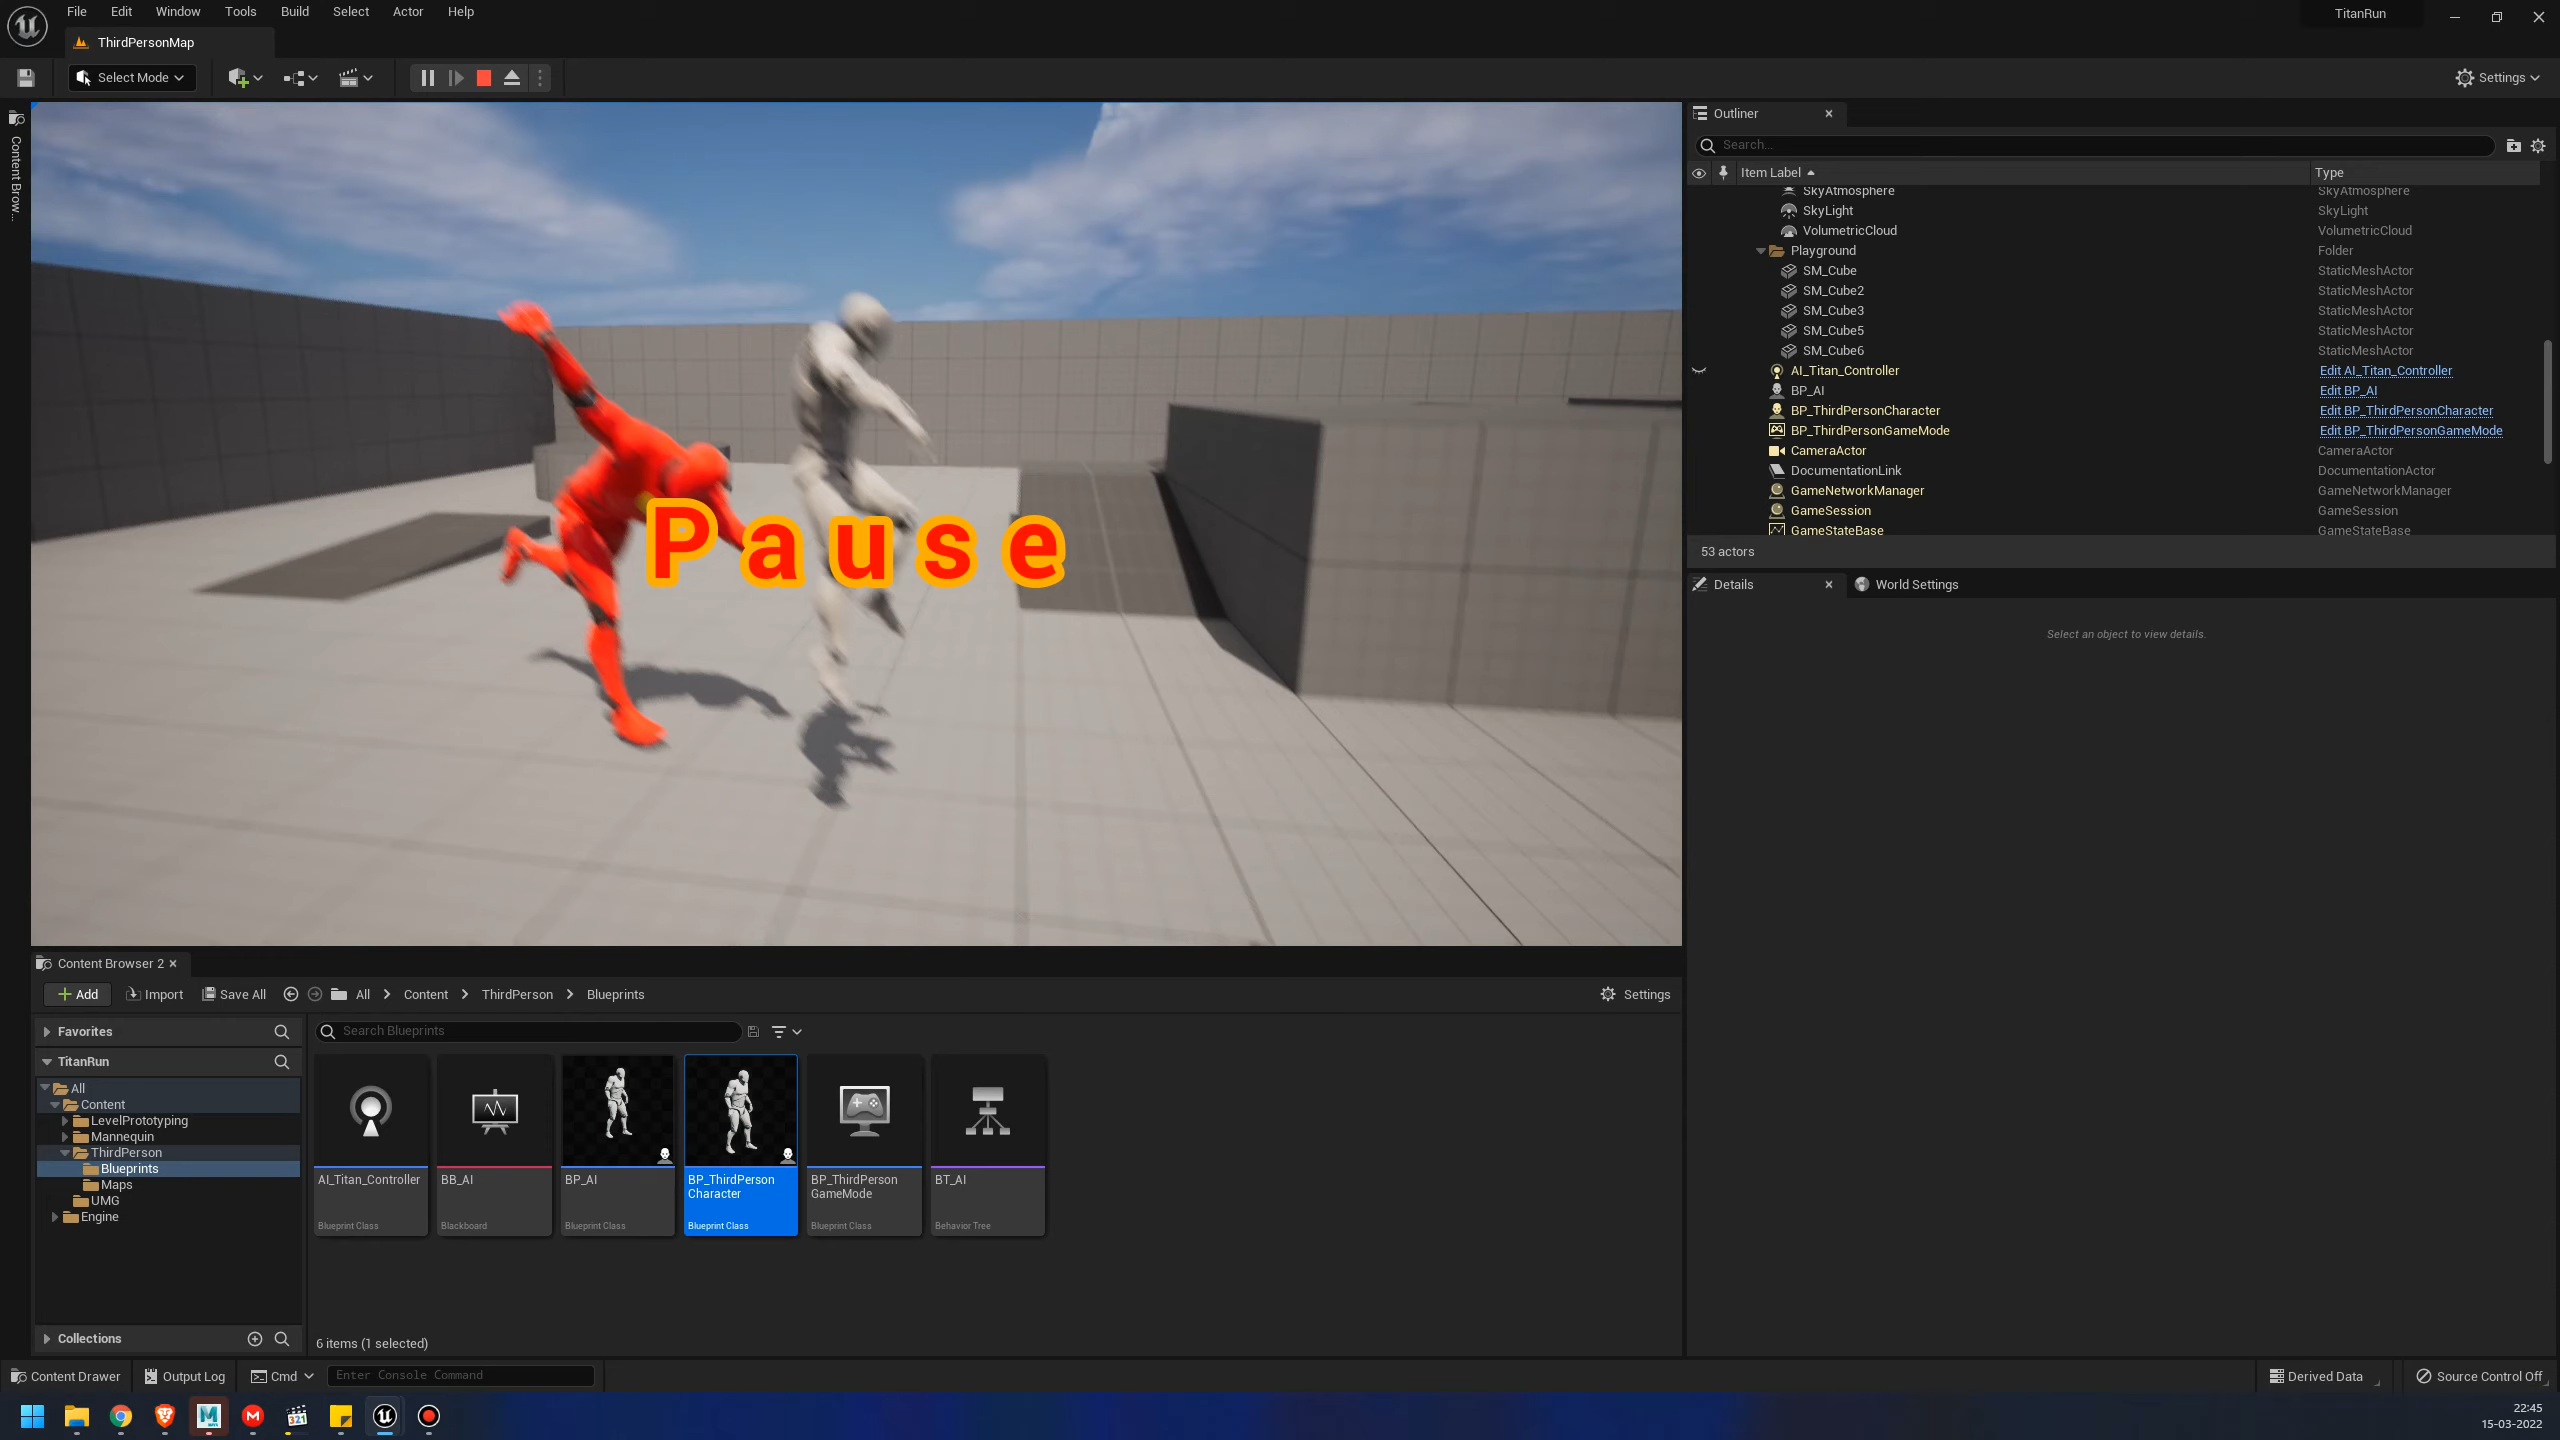 File Edit Window Tools Build Select Actor Help
TitanRun
ThirdPersonMap
Select Mode
Settings
Content Brow...
Outliner
Search...
Item Label
Type
SkyAtmosphere SkyAtmosphere
SkyLight SkyLight
VolumetricCloud VolumetricCloud
Playground Folder
SM_Cube StaticMeshActor
SM_Cube2 StaticMeshActor
SM_Cube3 StaticMeshActor
SM_Cube5 StaticMeshActor
SM_Cube6 StaticMeshActor
AI_Titan_Controller Edit AI_Titan_Controller
BP_AI Edit BP_AI
BP_ThirdPersonCharacter Edit BP_ThirdPersonCharacter
BP_ThirdPersonGameMode Edit BP_ThirdPersonGameMode
CameraActor CameraActor
DocumentationLink DocumentationActor
GameNetworkManager GameNetworkManager
GameSession GameSession
GameStateBase GameStateBase
53 actors
Details
World Settings
Select an object to view details.
Pause
Content Browser 2
Add Import Save All All Content ThirdPerson Blueprints Settings
Favorites
TitanRun
All
Content
LevelPrototyping
Mannequin
ThirdPerson
Blueprints
Maps
UMG
Engine
Collections
Search Blueprints
AI_Titan_Controller
Blueprint Class
BB_AI
Blackboard
BP_AI
Blueprint Class
BP_ThirdPerson
Character
Blueprint Class
BP_ThirdPerson
GameMode
Blueprint Class
BT_AI
Behavior Tree
6 items (1 selected)
Content Drawer Output Log Cmd Enter Console Command Derived Data Source Control Off
321
22:45
15-03-2022